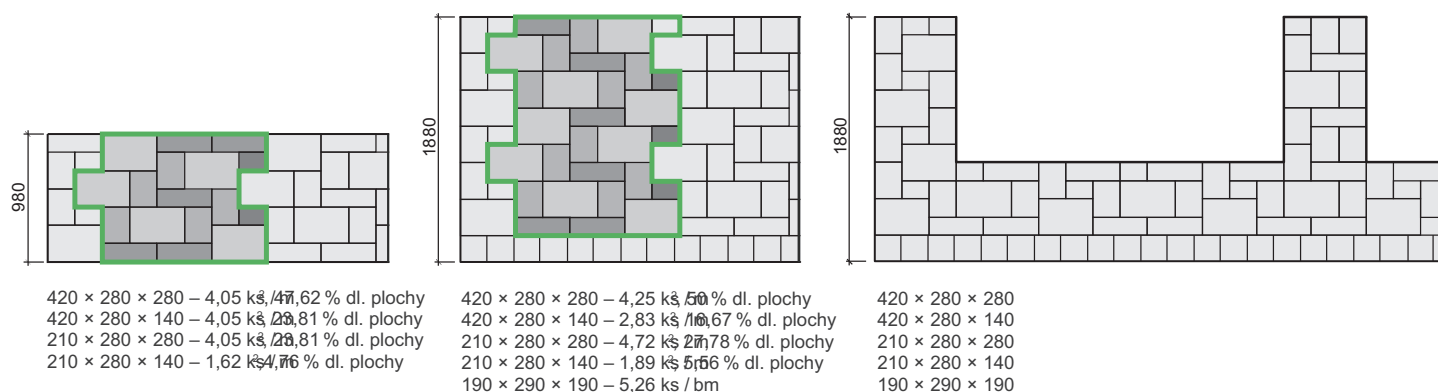 980
420 × 280 × 280 – 4,05 ks / m², 47,62 % dl. plochy
420 × 280 × 140 – 4,05 ks / m², 23,81 % dl. plochy
210 × 280 × 280 – 4,05 ks / m², 23,81 % dl. plochy
210 × 280 × 140 – 1,62 ks / m², 4,76 % dl. plochy
1880
420 × 280 × 280 – 4,25 ks / m², 50 % dl. plochy
420 × 280 × 140 – 2,83 ks / m², 16,67 % dl. plochy
210 × 280 × 280 – 4,72 ks / m², 27,78 % dl. plochy
210 × 280 × 140 – 1,89 ks / m², 5,56 % dl. plochy
190 × 290 × 190 – 5,26 ks / bm
1880
420 × 280 × 280
420 × 280 × 140
210 × 280 × 280
210 × 280 × 140
190 × 290 × 190